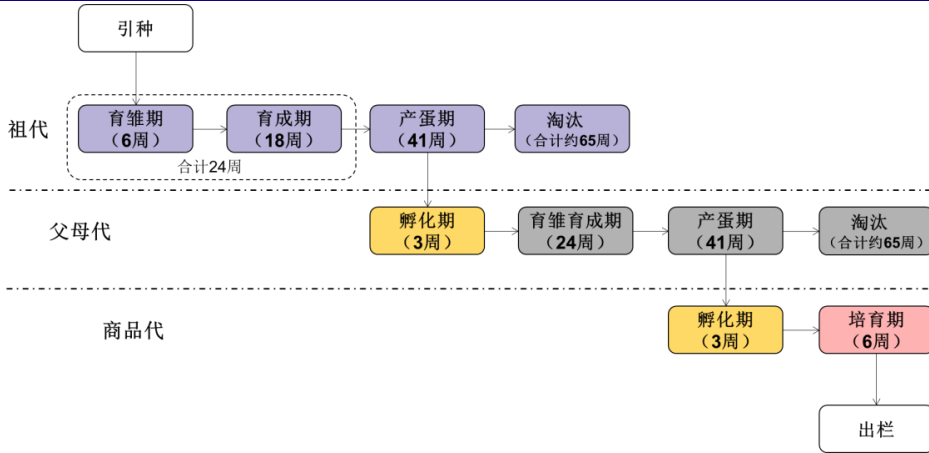 引种
祖代
育雏期
（6周）
育成期
（18周）
合计24周
产蛋期
（41周）
淘汰
（合计约65周）
父母代
孵化期
（3周）
育雏育成期
（24周）
产蛋期
（41周）
淘汰
（合计约65周）
商品代
孵化期
（3周）
培育期
（6周）
出栏